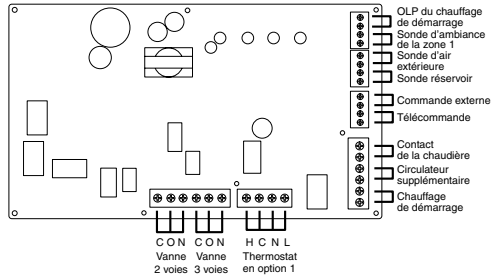 OLP du chauffage
de démarrage
Sonde d'ambiance
de la zone 1
Sonde d'air
extérieure
Sonde réservoir
Commande externe
Télécommande
Contact
de la chaudière
Circulateur
supplémentaire
Chauffage
de démarrage
C O N C O N H C N L
Vanne Vanne Thermostat
2 voies 3 voies en option 1